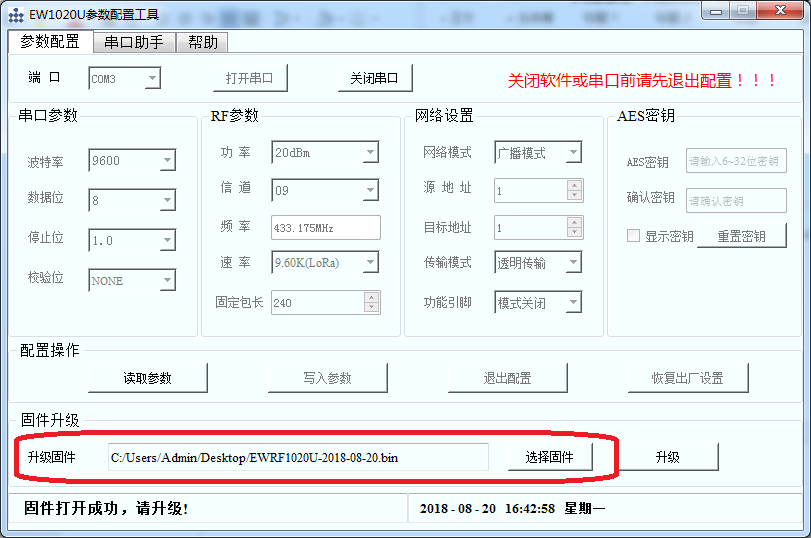 EW1020U参数配置工具
参数配置 串口助手 帮助
端 口 COM3 打开串口 关闭串口 关闭软件或串口前请先退出配置！！！
串口参数
波特率 9600
数据位 8
停止位 1.0
校验位 NONE
RF参数
功 率 20dBm
信 道 09
频 率 433.175MHz
速 率 9.60K(LoRa)
固定包长 240
网络设置
网络模式 广播模式
源 地 址 1
目标地址 1
传输模式 透明传输
功能引脚 模式关闭
AES密钥
AES密钥 请输入6~32位密钥
确认密钥 请确认密钥
显示密钥 重置密钥
配置操作
读取参数 写入参数 退出配置 恢复出厂设置
固件升级
升级固件 C:/Users/Admin/Desktop/EWRF1020U-2018-08-20.bin 选择固件 升级
固件打开成功，请升级! 2018-08-20 16:42:58 星期一